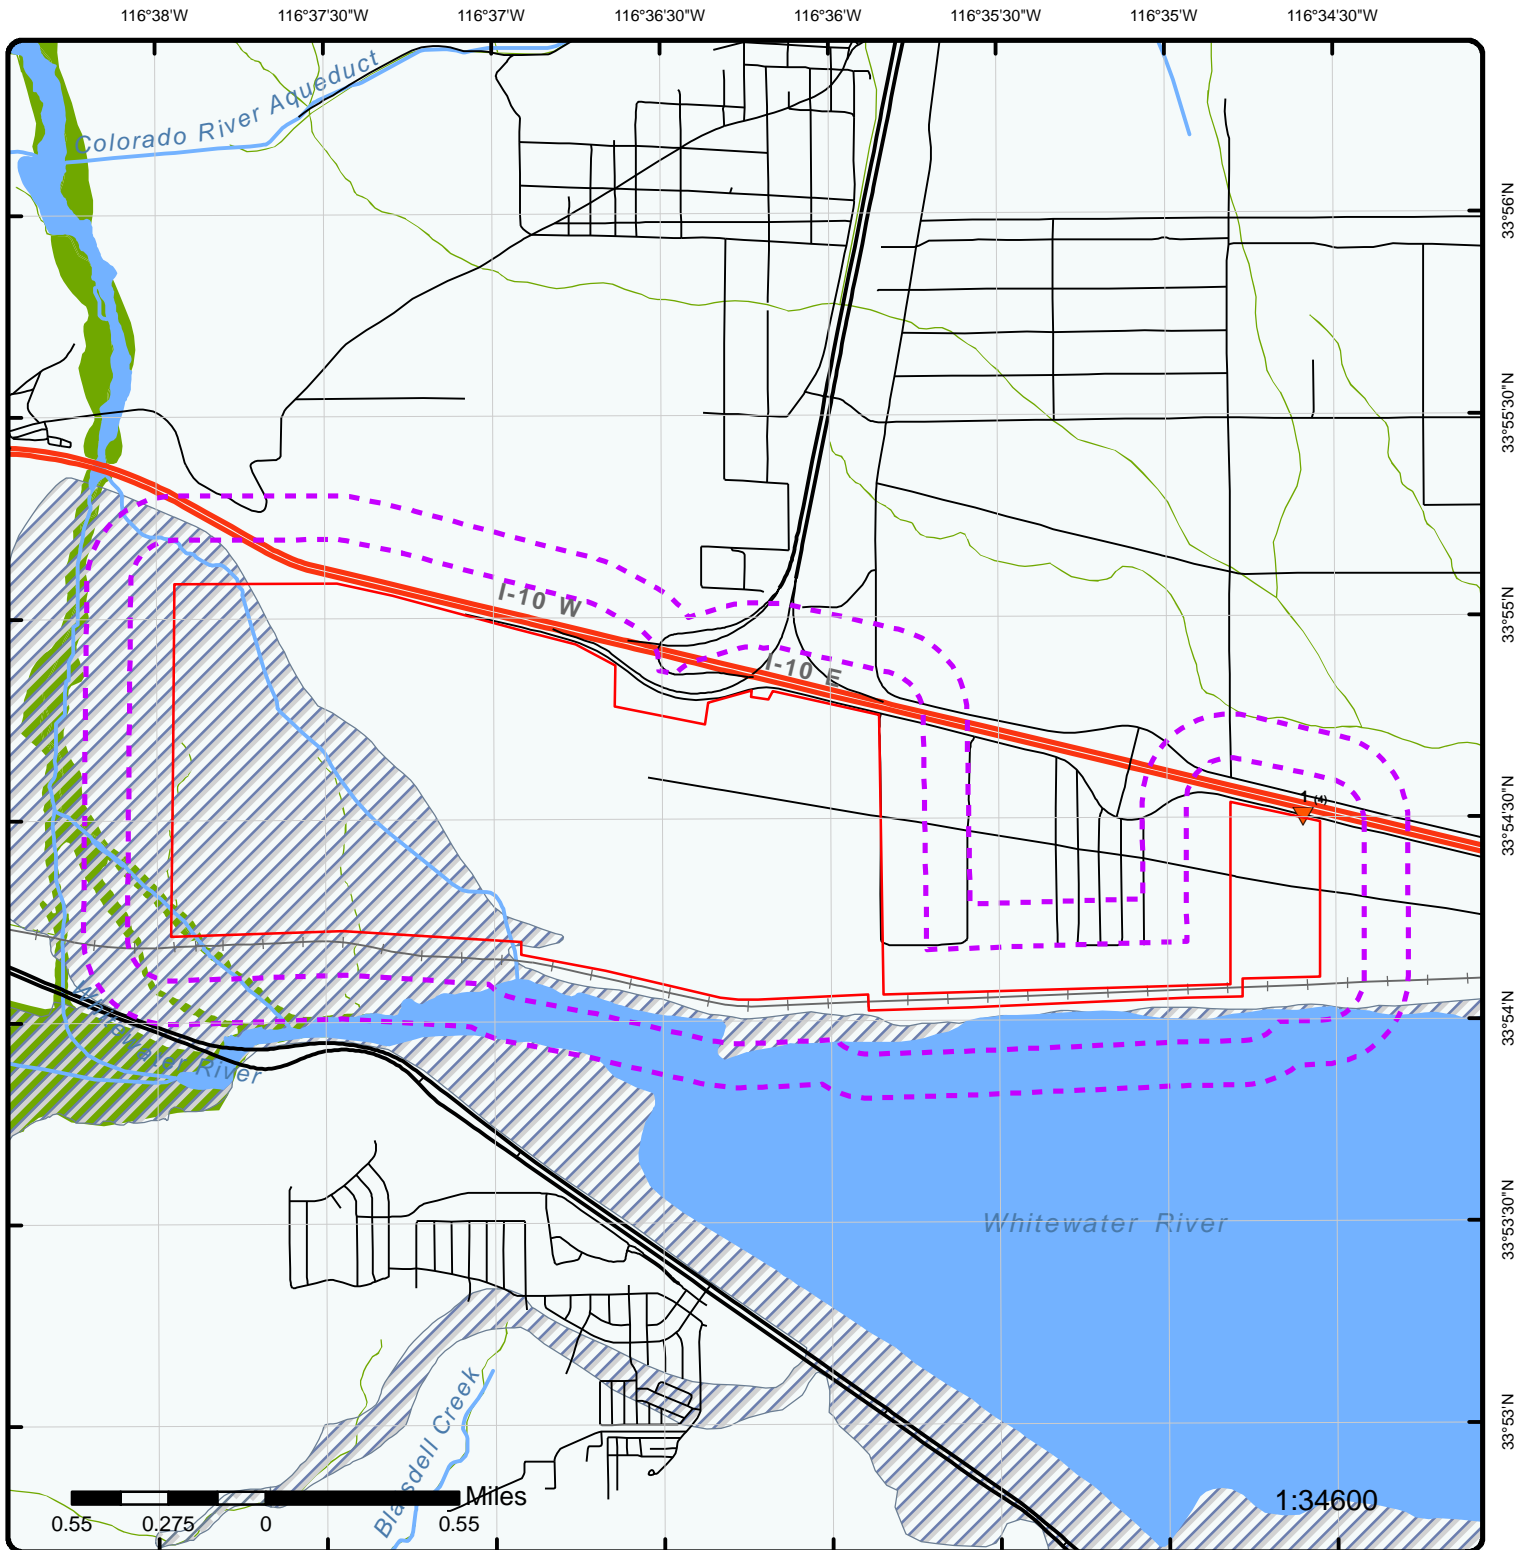 116°38'W 116°37'30"W 116°37'W 116°36'30"W 116°36'W 116°35'30"W 116°35'W 116°34'30"W
Colorado River Aqueduct
33°56'N
33°55'30"N
I-10 W
33°55'N
I-10 E
1 (4)
33°54'30"N
Whitewater River
33°54'N
Whitewater River
33°53'30"N
Blaisdell Creek
33°53'N
Miles
1:34600
0.55 0.275 0 0.55